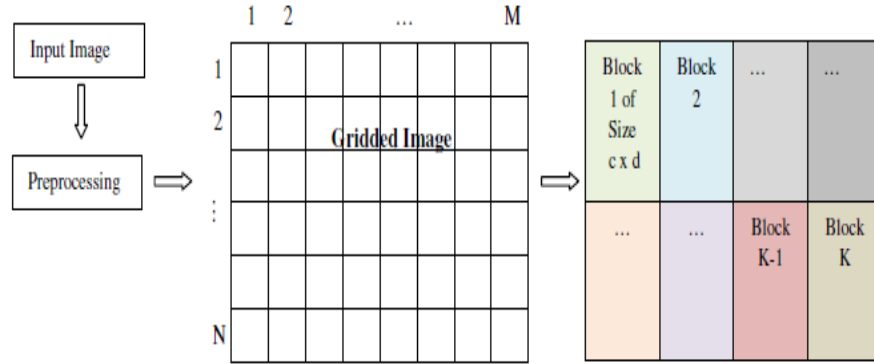 1 2 … M
Input Image
1
2
Gridded Image
Preprocessing
⋮
N
Block
1 of
Size
c x d
Block
2
…
…
…
…
Block
K-1
Block
K